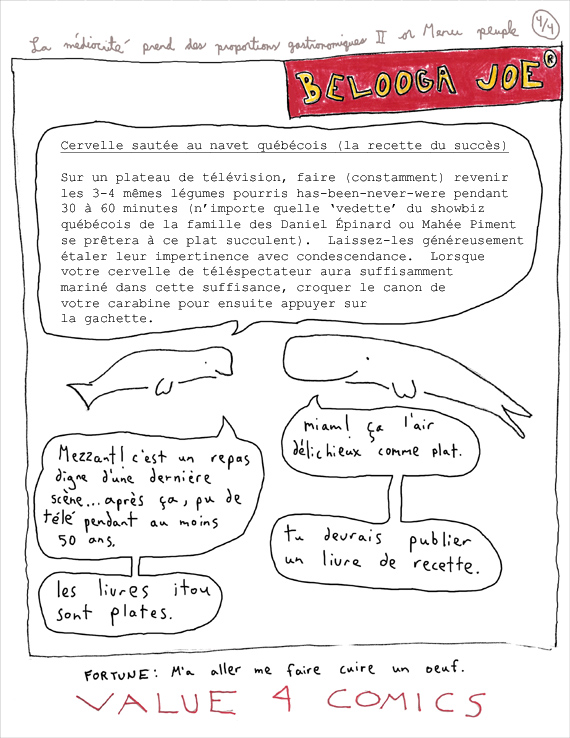 La médiocrité prend des proportions gastronomiques II or Menu peuple
4/4
BELOOGA JOE®
Cervelle sautée au navet québécois (la recette du succès)
Sur un plateau de télévision, faire (constamment) revenir
les 3-4 mêmes légumes pourris has-been-never-were pendant
30 à 60 minutes (n'importe quelle 'vedette' du showbiz
québécois de la famille des Daniel Épinard ou Mahée Piment
se prêtera à ce plat succulent). Laissez-les généreusement
étaler leur impertinence avec condescendance. Lorsque
votre cervelle de téléspectateur aura suffisamment
mariné dans cette suffisance, croquer le canon de
votre carabine pour ensuite appuyer sur
la gachette.
miam! ça l'air
délichieux comme plat.
Mezzant! c'est un repas
digne d'une dernière
scène... après ça, pu de
télé pendant au moins
50 ans.
tu devrais publier
un livre de recette.
les livres itou
sont plates.
FORTUNE: M'a aller me faire cuire un oeuf.
VALUE 4 COMICS